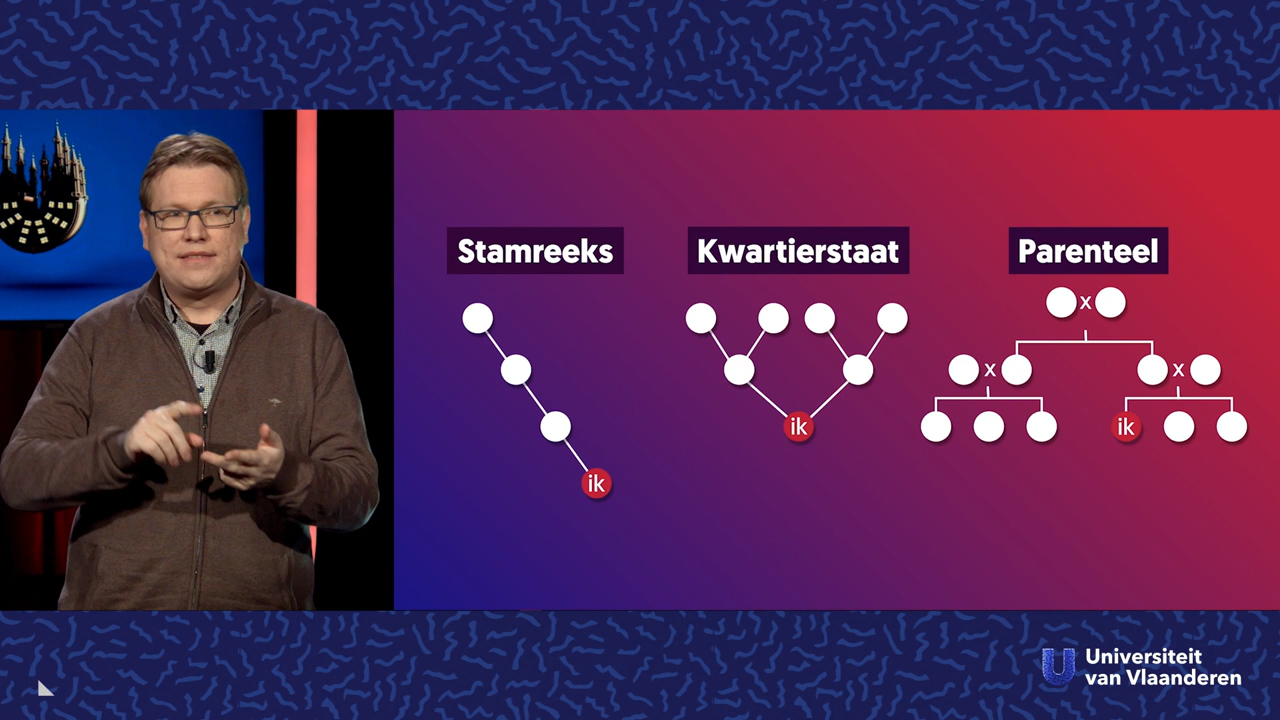 Stamreeks
Kwartierstaat
Parenteel
x
x
x
ik
ik
ik
Universiteit
van Vlaanderen